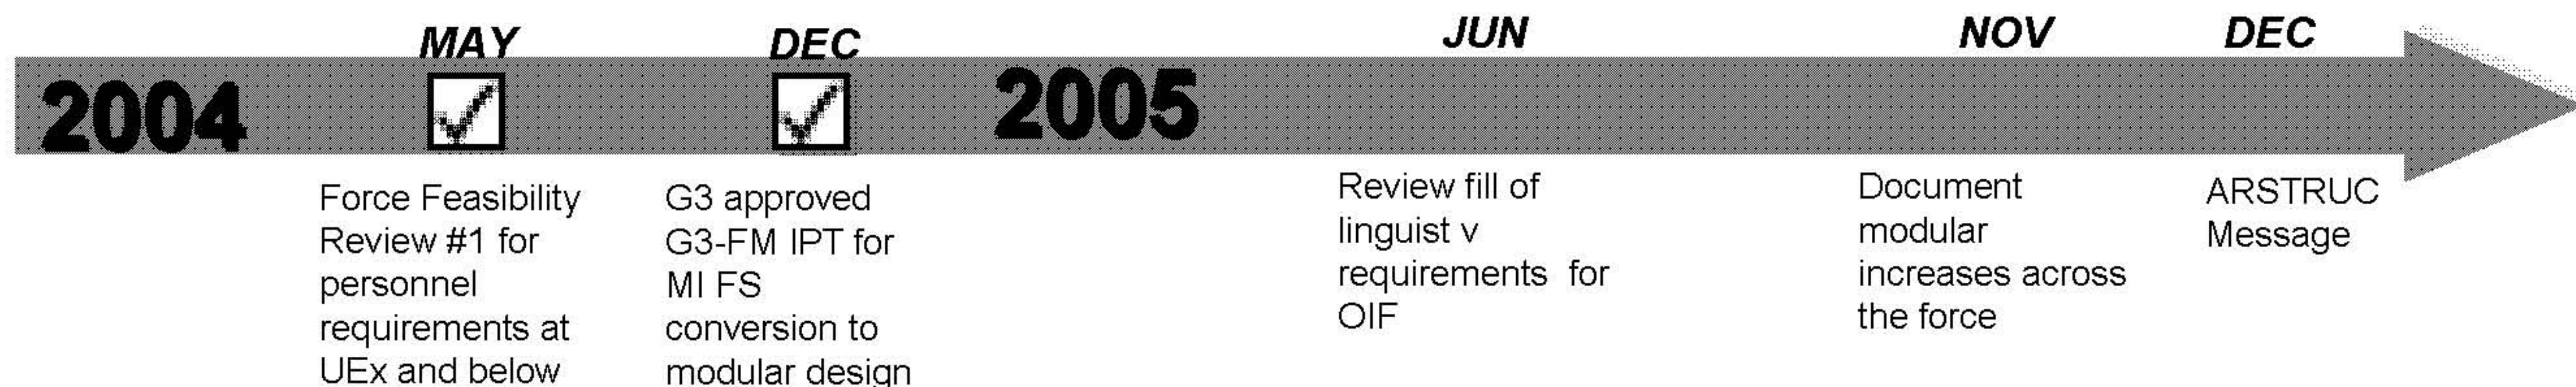 MAY
DEC
JUN
NOV
DEC
2004
2005
Force Feasibility
Review #1 for
personnel
requirements at
UEx and below
G3 approved
G3-FM IPT for
MI FS
conversion to
modular design
Review fill of
linguist v
requirements for
OIF
Document
modular
increases across
the force
ARSTRUC
Message